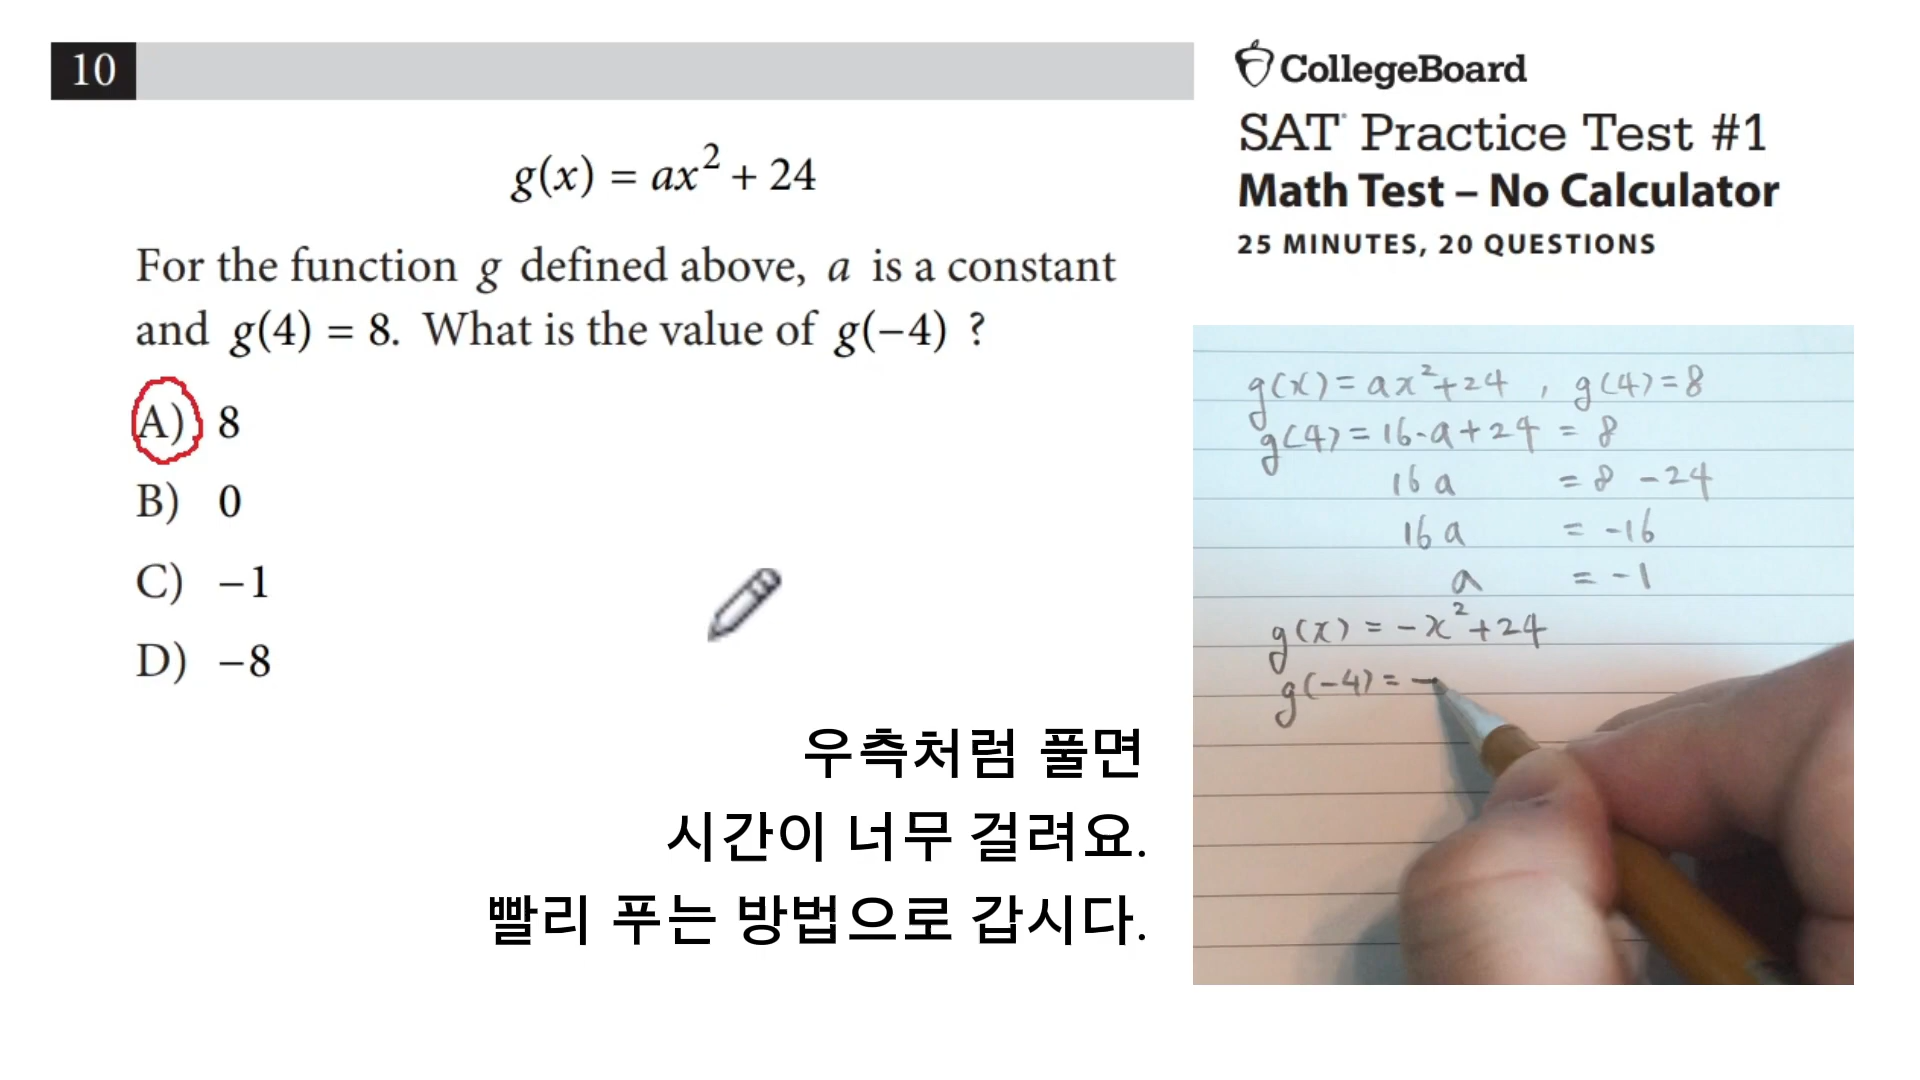 10
g(x) = ax² + 24
For the function g defined above, a is a constant
and g(4) = 8. What is the value of g(−4) ?
A) 8
B) 0
C) −1
D) −8
우측처럼 풀면
시간이 너무 걸려요.
빨리 푸는 방법으로 갑시다.
CollegeBoard
SAT® Practice Test #1
Math Test – No Calculator
25 MINUTES, 20 QUESTIONS
g(x) = ax²+24 , g(4)=8
g(4) = 16·a+24 = 8
16 a = 8 -24
16 a = -16
a = -1
g(x) = -x²+24
g(-4) = -